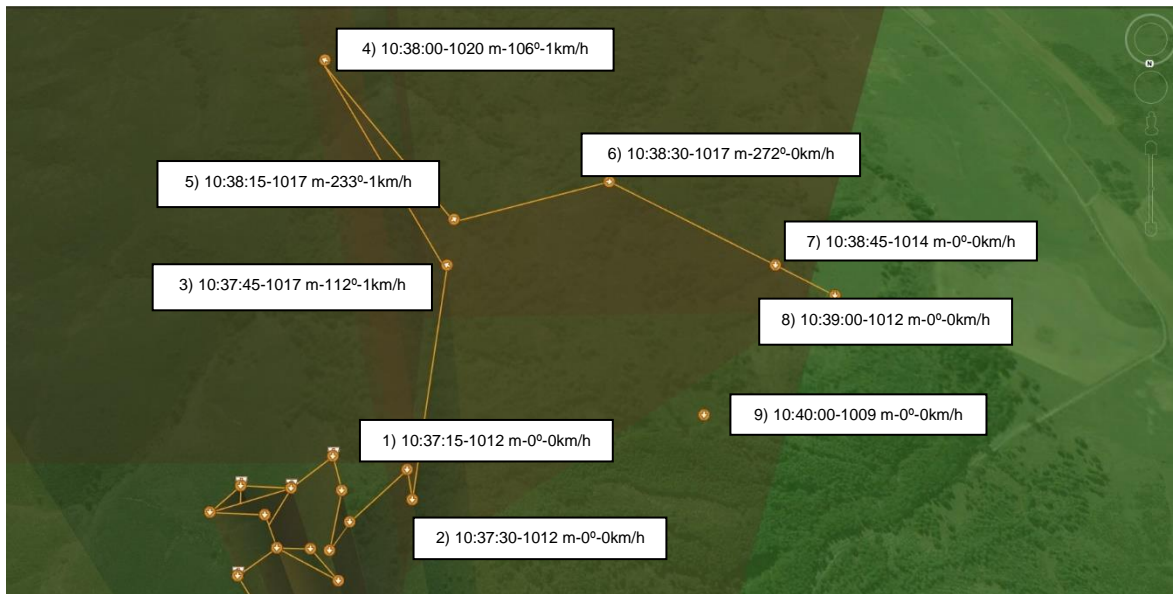 4) 10:38:00-1020 m-106º-1km/h
6) 10:38:30-1017 m-272º-0km/h
5) 10:38:15-1017 m-233º-1km/h
7) 10:38:45-1014 m-0º-0km/h
3) 10:37:45-1017 m-112º-1km/h
8) 10:39:00-1012 m-0º-0km/h
9) 10:40:00-1009 m-0º-0km/h
1) 10:37:15-1012 m-0º-0km/h
2) 10:37:30-1012 m-0º-0km/h
N